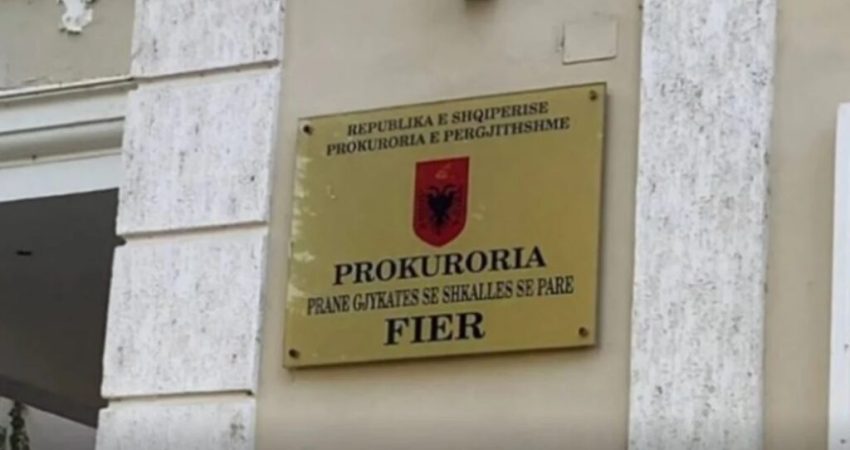 REPUBLIKA E SHQIPERISE
PROKURORIA E PERGJITHSHME
PROKURORIA
PRANE GJYKATES SE SHKALLES SE PARE
FIER